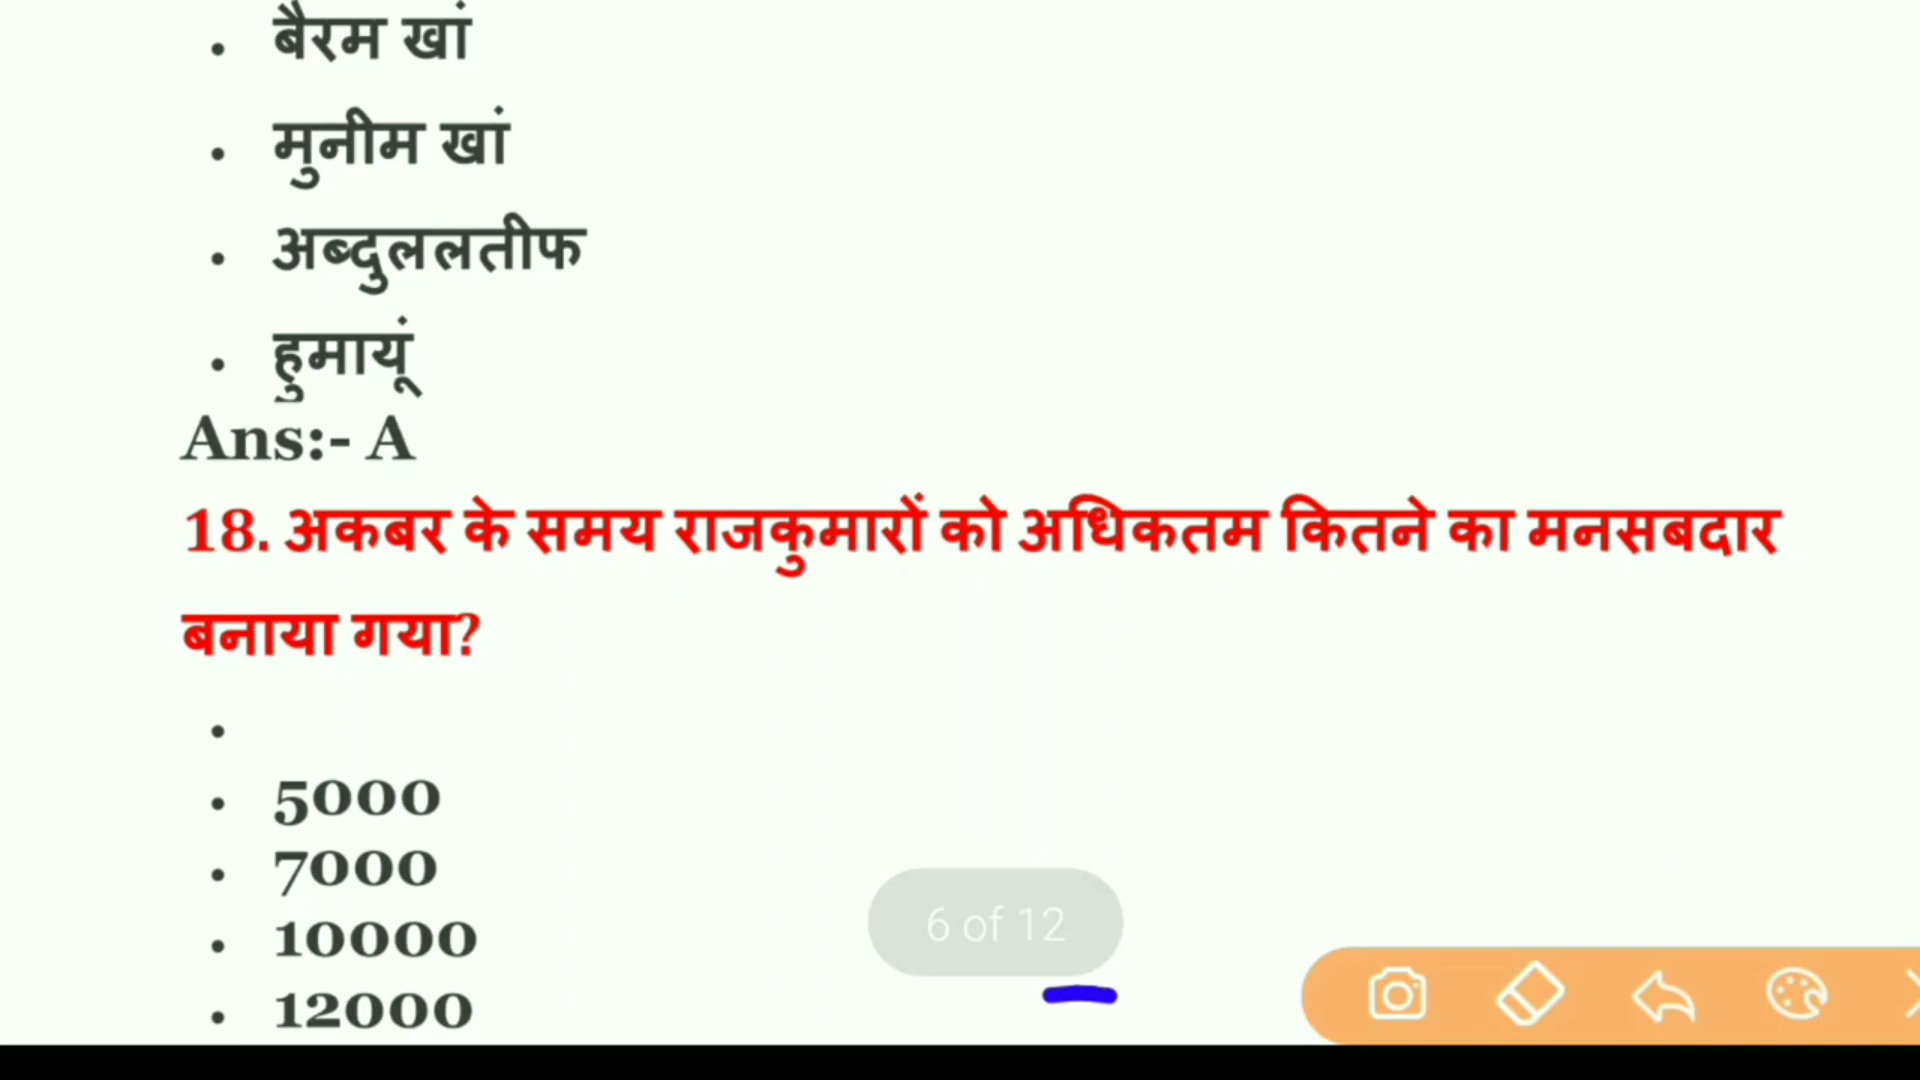 • बैरम खां
• मुनीम खां
• अब्दुललतीफ
• हुमायूं
Ans:- A
18. अकबर के समय राजकुमारों को अधिकतम कितने का मनसबदार
बनाया गया?
•
• 5000
• 7000
• 10000
• 12000
6 of 12